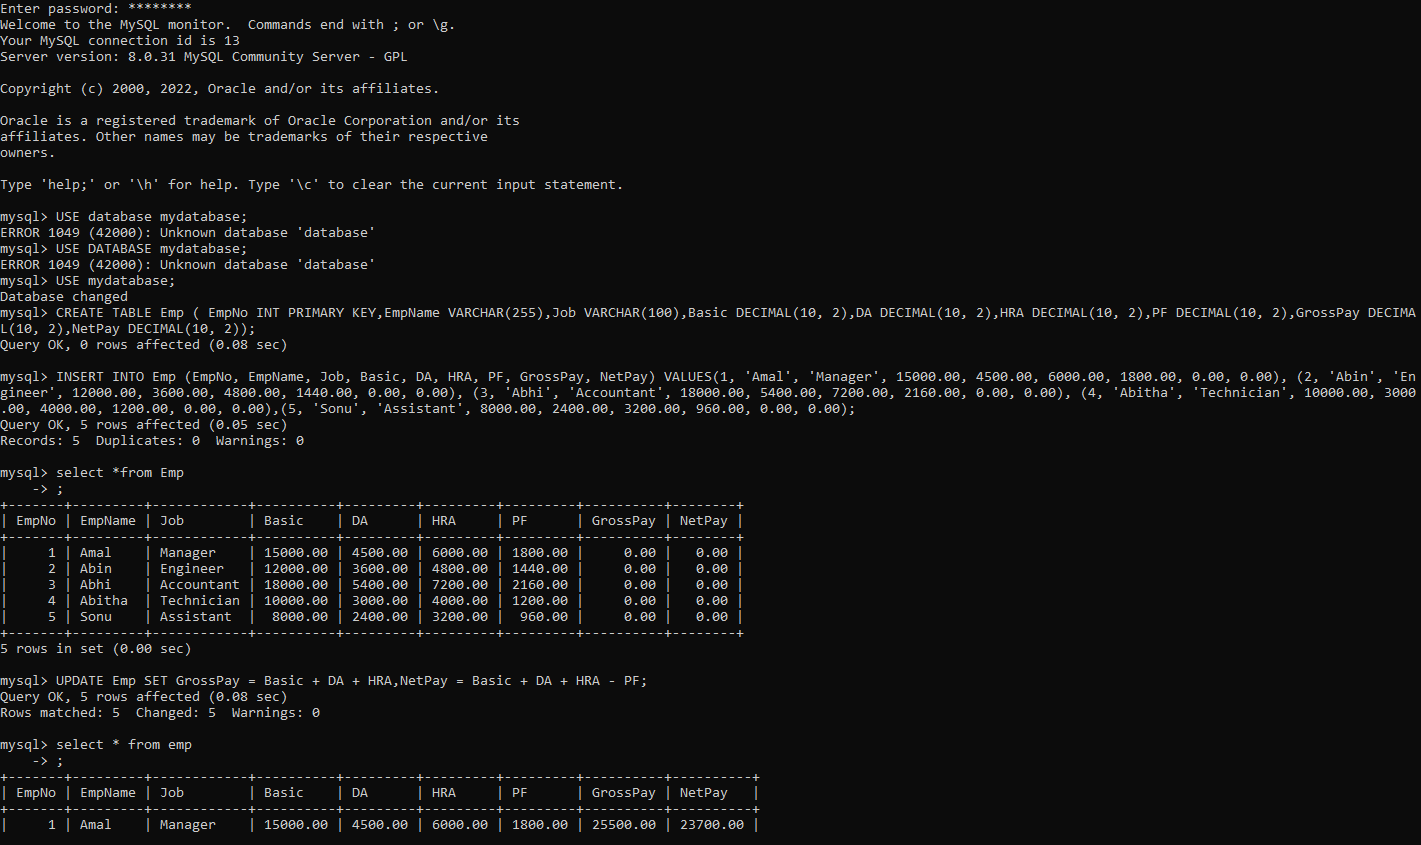 Enter password: ********
Welcome to the MySQL monitor.  Commands end with ; or \g.
Your MySQL connection id is 13
Server version: 8.0.31 MySQL Community Server - GPL

Copyright (c) 2000, 2022, Oracle and/or its affiliates.

Oracle is a registered trademark of Oracle Corporation and/or its
affiliates. Other names may be trademarks of their respective
owners.

Type 'help;' or '\h' for help. Type '\c' to clear the current input statement.

mysql> USE database mydatabase;
ERROR 1049 (42000): Unknown database 'database'
mysql> USE DATABASE mydatabase;
ERROR 1049 (42000): Unknown database 'database'
mysql> USE mydatabase;
Database changed
mysql> CREATE TABLE Emp ( EmpNo INT PRIMARY KEY,EmpName VARCHAR(255),Job VARCHAR(100),Basic DECIMAL(10, 2),DA DECIMAL(10, 2),HRA DECIMAL(10, 2),PF DECIMAL(10, 2),GrossPay DECIMA
L(10, 2),NetPay DECIMAL(10, 2));
Query OK, 0 rows affected (0.08 sec)

mysql> INSERT INTO Emp (EmpNo, EmpName, Job, Basic, DA, HRA, PF, GrossPay, NetPay) VALUES(1, 'Amal', 'Manager', 15000.00, 4500.00, 6000.00, 1800.00, 0.00, 0.00), (2, 'Abin', 'En
gineer', 12000.00, 3600.00, 4800.00, 1440.00, 0.00, 0.00), (3, 'Abhi', 'Accountant', 18000.00, 5400.00, 7200.00, 2160.00, 0.00, 0.00), (4, 'Abitha', 'Technician', 10000.00, 3000
.00, 4000.00, 1200.00, 0.00, 0.00),(5, 'Sonu', 'Assistant', 8000.00, 2400.00, 3200.00, 960.00, 0.00, 0.00);
Query OK, 5 rows affected (0.05 sec)
Records: 5  Duplicates: 0  Warnings: 0

mysql> select *from Emp
    -> ;
+-------+---------+------------+----------+---------+---------+---------+----------+--------+
| EmpNo | EmpName | Job        | Basic    | DA      | HRA     | PF      | GrossPay | NetPay |
+-------+---------+------------+----------+---------+---------+---------+----------+--------+
|     1 | Amal    | Manager    | 15000.00 | 4500.00 | 6000.00 | 1800.00 |     0.00 |   0.00 |
|     2 | Abin    | Engineer   | 12000.00 | 3600.00 | 4800.00 | 1440.00 |     0.00 |   0.00 |
|     3 | Abhi    | Accountant | 18000.00 | 5400.00 | 7200.00 | 2160.00 |     0.00 |   0.00 |
|     4 | Abitha  | Technician | 10000.00 | 3000.00 | 4000.00 | 1200.00 |     0.00 |   0.00 |
|     5 | Sonu    | Assistant  |  8000.00 | 2400.00 | 3200.00 |  960.00 |     0.00 |   0.00 |
+-------+---------+------------+----------+---------+---------+---------+----------+--------+
5 rows in set (0.00 sec)

mysql> UPDATE Emp SET GrossPay = Basic + DA + HRA,NetPay = Basic + DA + HRA - PF;
Query OK, 5 rows affected (0.08 sec)
Rows matched: 5  Changed: 5  Warnings: 0

mysql> select * from emp
    -> ;
+-------+---------+------------+----------+---------+---------+---------+----------+----------+
| EmpNo | EmpName | Job        | Basic    | DA      | HRA     | PF      | GrossPay | NetPay   |
+-------+---------+------------+----------+---------+---------+---------+----------+----------+
|     1 | Amal    | Manager    | 15000.00 | 4500.00 | 6000.00 | 1800.00 | 25500.00 | 23700.00 |